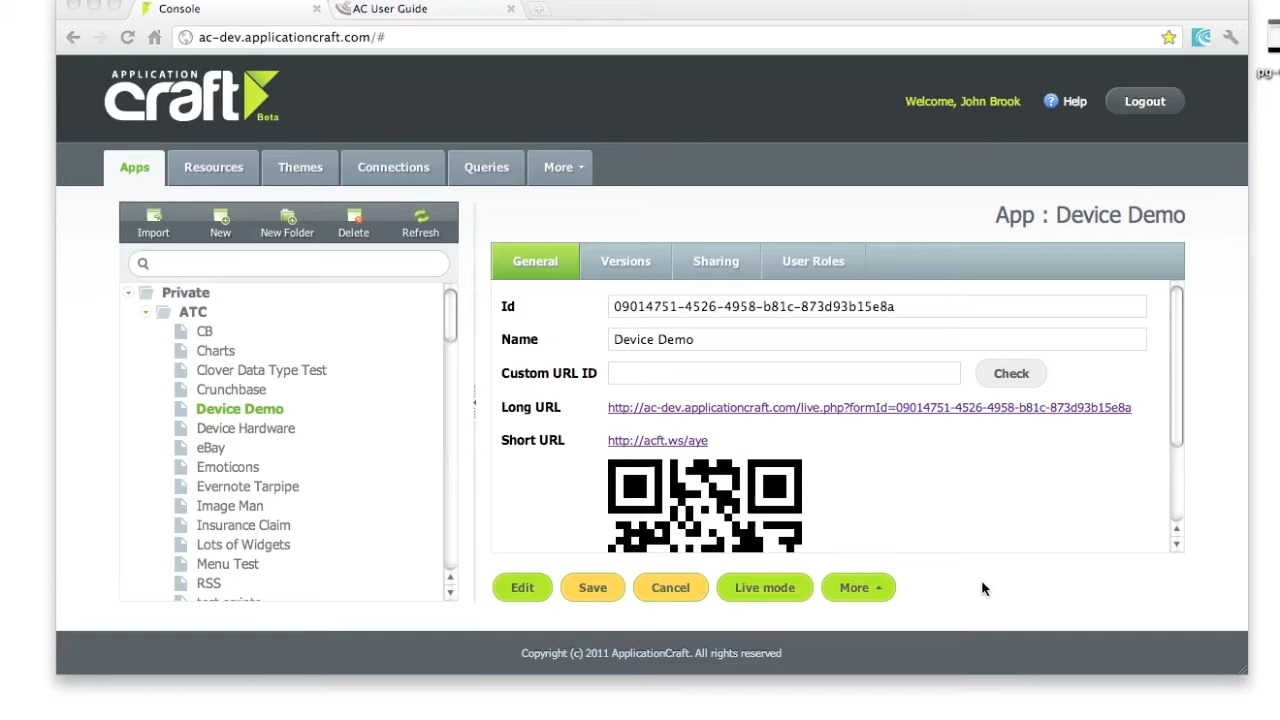 Console
AC User Guide
ac-dev.applicationcraft.com/#
pg-
APPLICATION
craft
Beta
Welcome, John Brook
Help
Logout
Apps
Resources
Themes
Connections
Queries
More
Import
New
New Folder
Delete
Refresh
App : Device Demo
General
Versions
Sharing
User Roles
Private
ATC
CB
Charts
Clover Data Type Test
Crunchbase
Device Demo
Device Hardware
eBay
Emoticons
Evernote Tarpipe
Image Man
Insurance Claim
Lots of Widgets
Menu Test
RSS
Id
09014751-4526-4958-b81c-873d93b15e8a
Name
Device Demo
Custom URL ID
Check
Long URL
http://ac-dev.applicationcraft.com/live.php?formId=09014751-4526-4958-b81c-873d93b15e8a
Short URL
http://acft.ws/aye
Edit
Save
Cancel
Live mode
More
Copyright (c) 2011 ApplicationCraft. All rights reserved